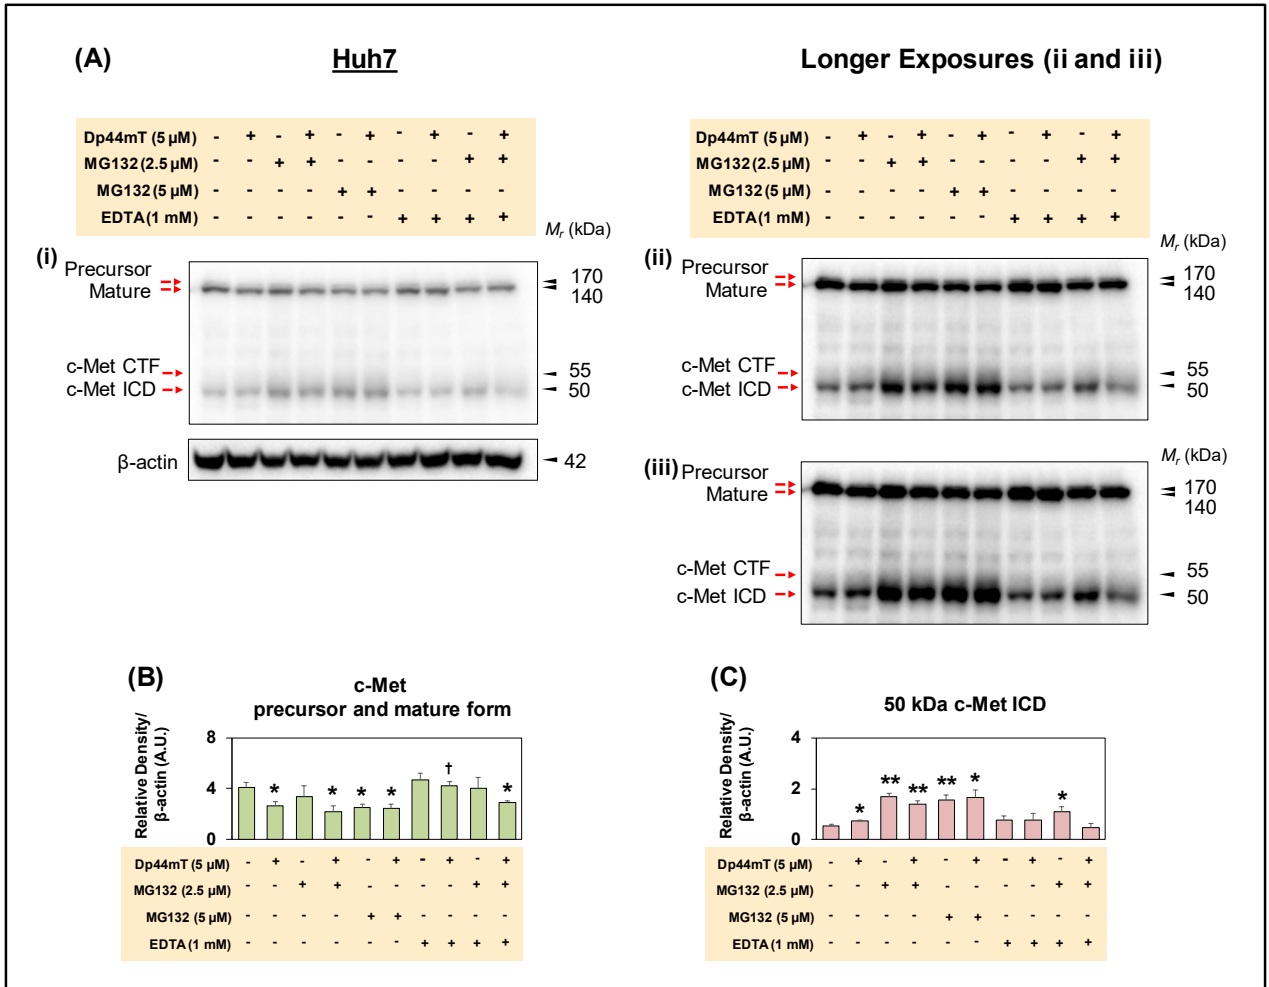 (A)
Huh7
Longer Exposures (ii and iii)
Dp44mT (5 µM) - + - + - + - + - +
MG132 (2.5 µM) - - + + - - - - + +
MG132 (5 µM) - - - - + + - - - -
EDTA (1 mM) - - - - - - + + + +
Mr (kDa)
(i)
Precursor
Mature
170
140
c-Met CTF
c-Met ICD
55
50
β-actin
42
Dp44mT (5 µM) - + - + - + - + - +
MG132 (2.5 µM) - - + + - - - - + +
MG132 (5 µM) - - - - + + - - - -
EDTA (1 mM) - - - - - - + + + +
Mr (kDa)
(ii)
Precursor
Mature
170
140
c-Met CTF
c-Met ICD
55
50
Mr (kDa)
(iii)
Precursor
Mature
170
140
c-Met CTF
c-Met ICD
55
50
(B)
c-Met
precursor and mature form
Relative Density/
β-actin (A.U.)
8
4
0
* * * * † *
Dp44mT (5 µM) - + - + - + - + - +
MG132 (2.5 µM) - - + + - - - - + +
MG132 (5 µM) - - - - + + - - - -
EDTA (1 mM) - - - - - - + + + +
(C)
50 kDa c-Met ICD
Relative Density/
β-actin (A.U.)
4
2
0
* ** ** ** * *
Dp44mT (5 µM) - + - + - + - + - +
MG132 (2.5 µM) - - + + - - - - + +
MG132 (5 µM) - - - - + + - - - -
EDTA (1 mM) - - - - - - + + + +